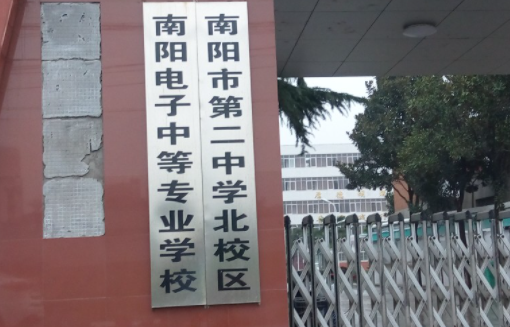 南阳市第二中学北校区
南阳电子中等专业学校